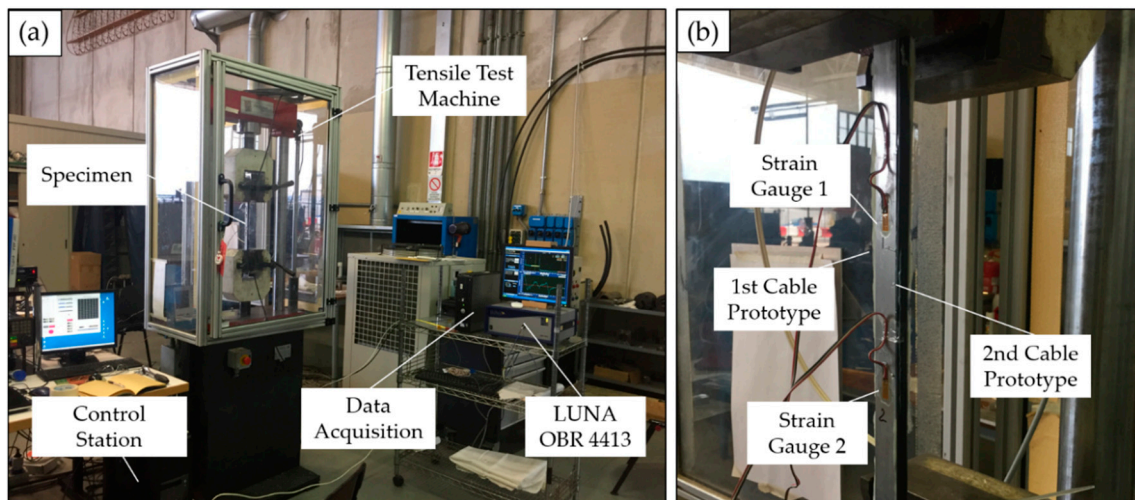 (a)
Tensile Test
Machine
Specimen
Control
Station
Data
Acquisition
LUNA
OBR 4413
(b)
Strain
Gauge 1
1st Cable
Prototype
2nd Cable
Prototype
Strain
Gauge 2
2